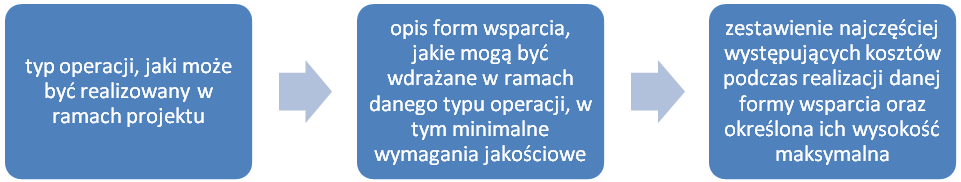 typ operacji, jaki może
być realizowany w
ramach projektu
opis form wsparcia,
jakie mogą być
wdrażane w ramach
danego typu operacji, w
tym minimalne
wymagania jakościowe
zestawienie najczęściej
występujących kosztów
podczas realizacji danej
formy wsparcia oraz
określona ich wysokość
maksymalna